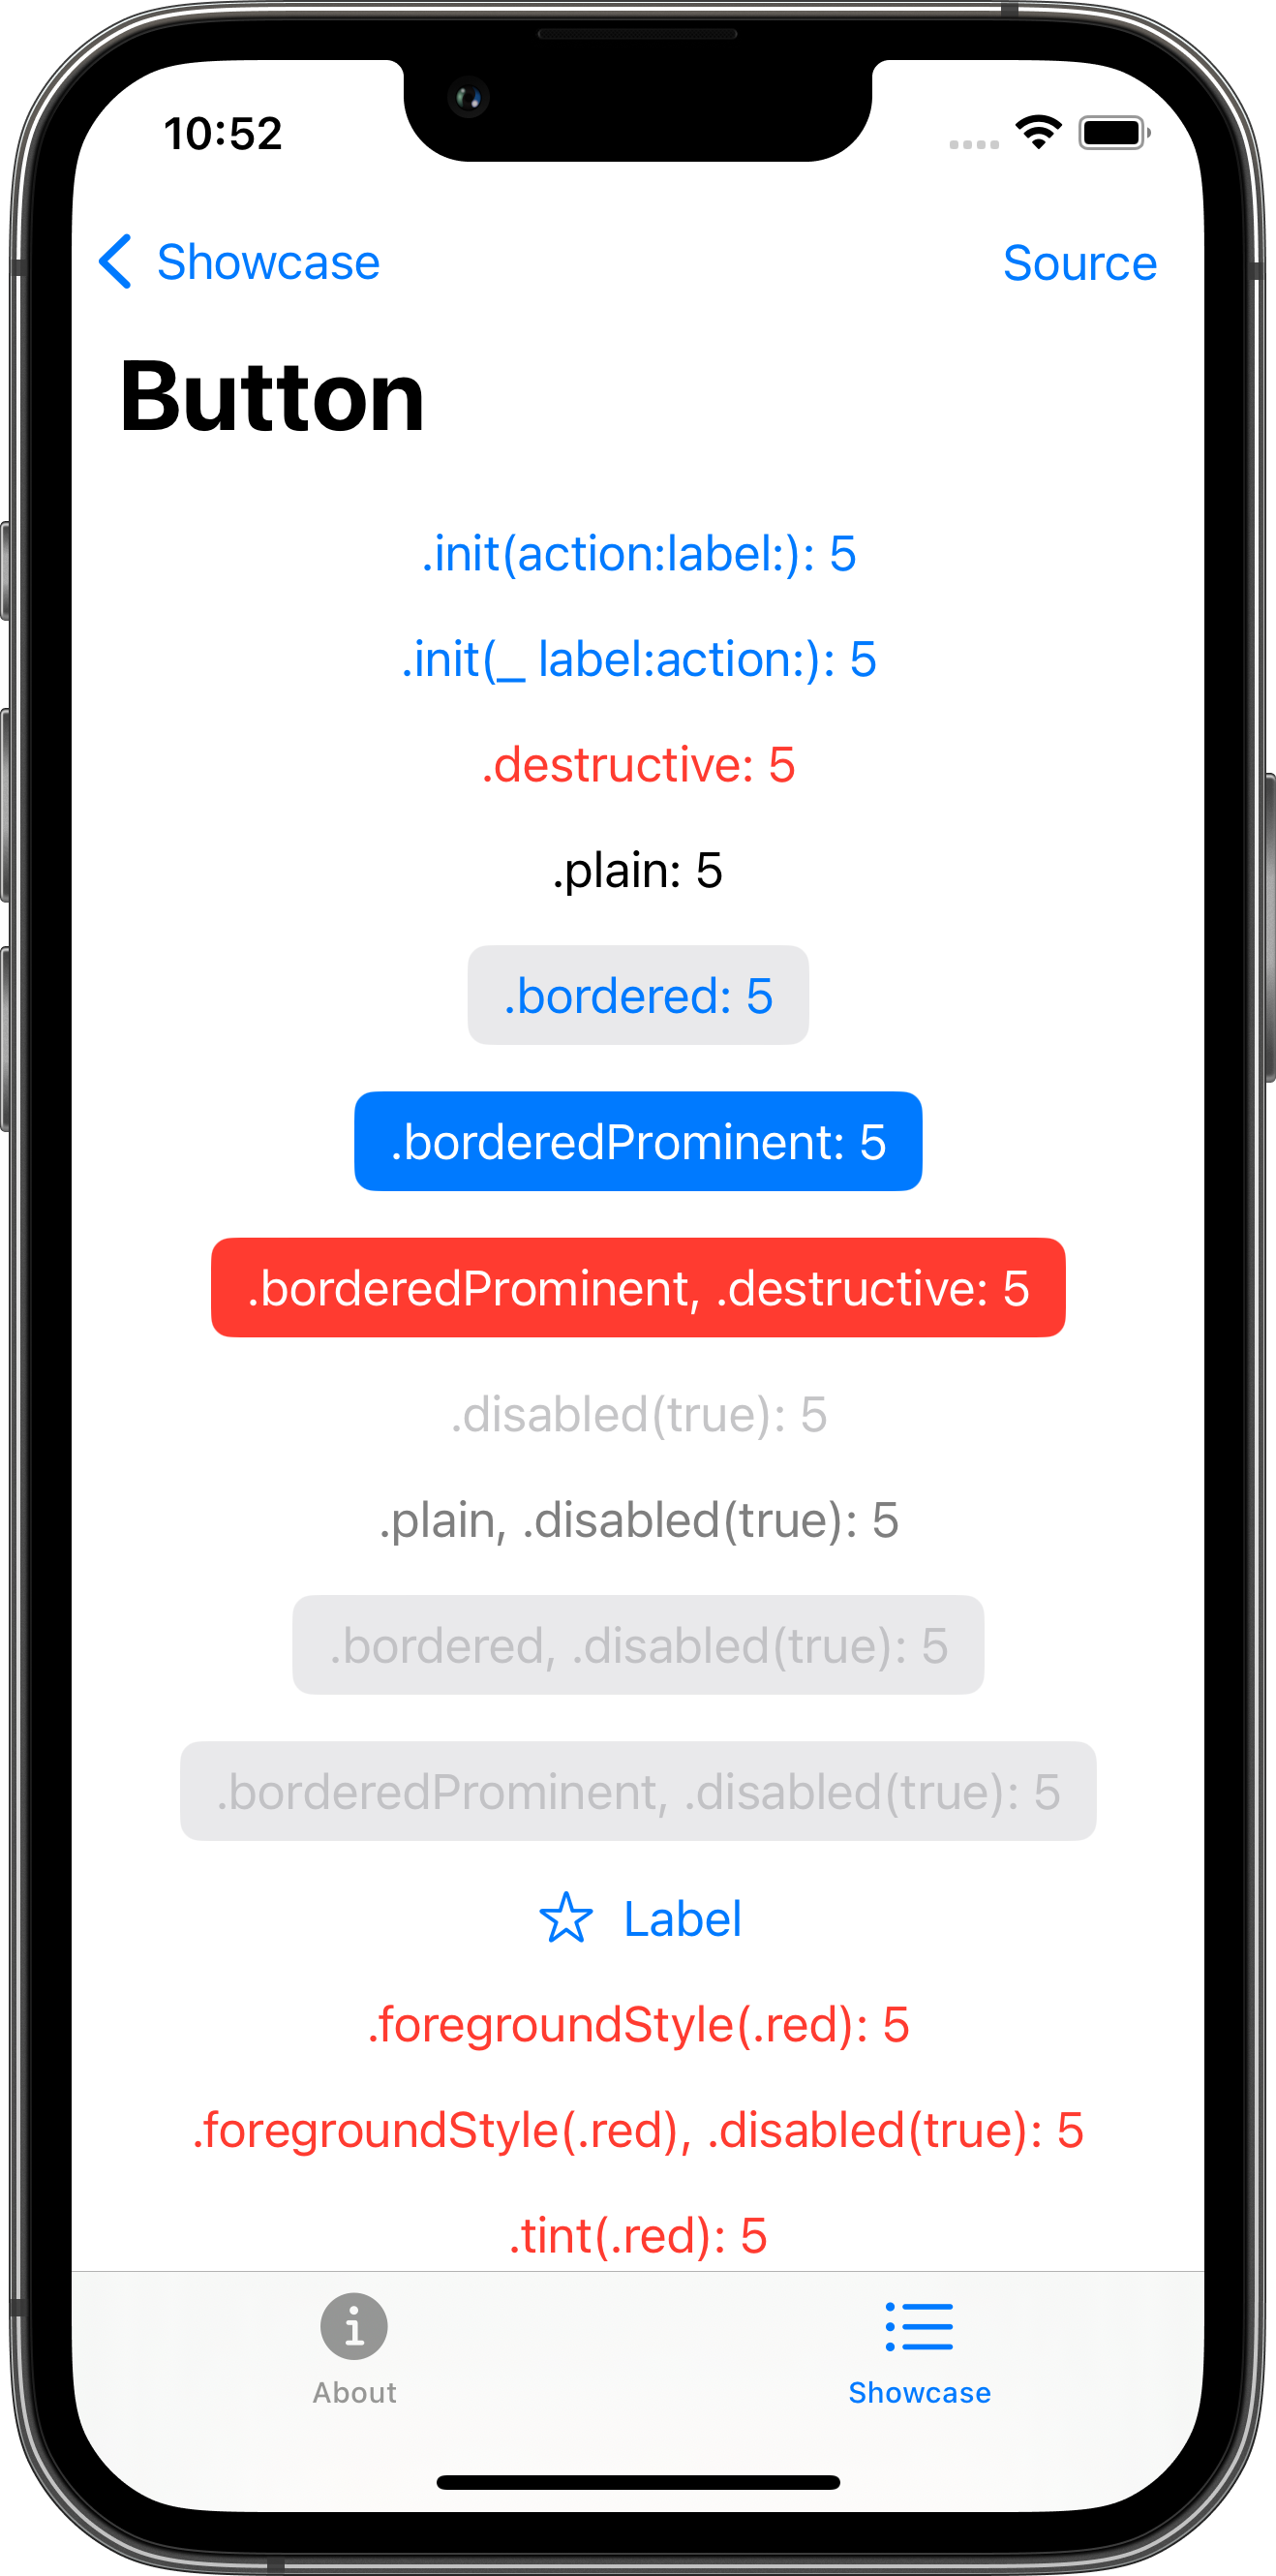 10:52
Showcase
Source
Button
.init(action:label:): 5
.init(_ label:action:): 5
.destructive: 5
.plain: 5
.bordered: 5
.borderedProminent: 5
.borderedProminent, .destructive: 5
.disabled(true): 5
.plain, .disabled(true): 5
.bordered, .disabled(true): 5
.borderedProminent, .disabled(true): 5
Label
.foregroundStyle(.red): 5
.foregroundStyle(.red), .disabled(true): 5
.tint(.red): 5
About
Showcase